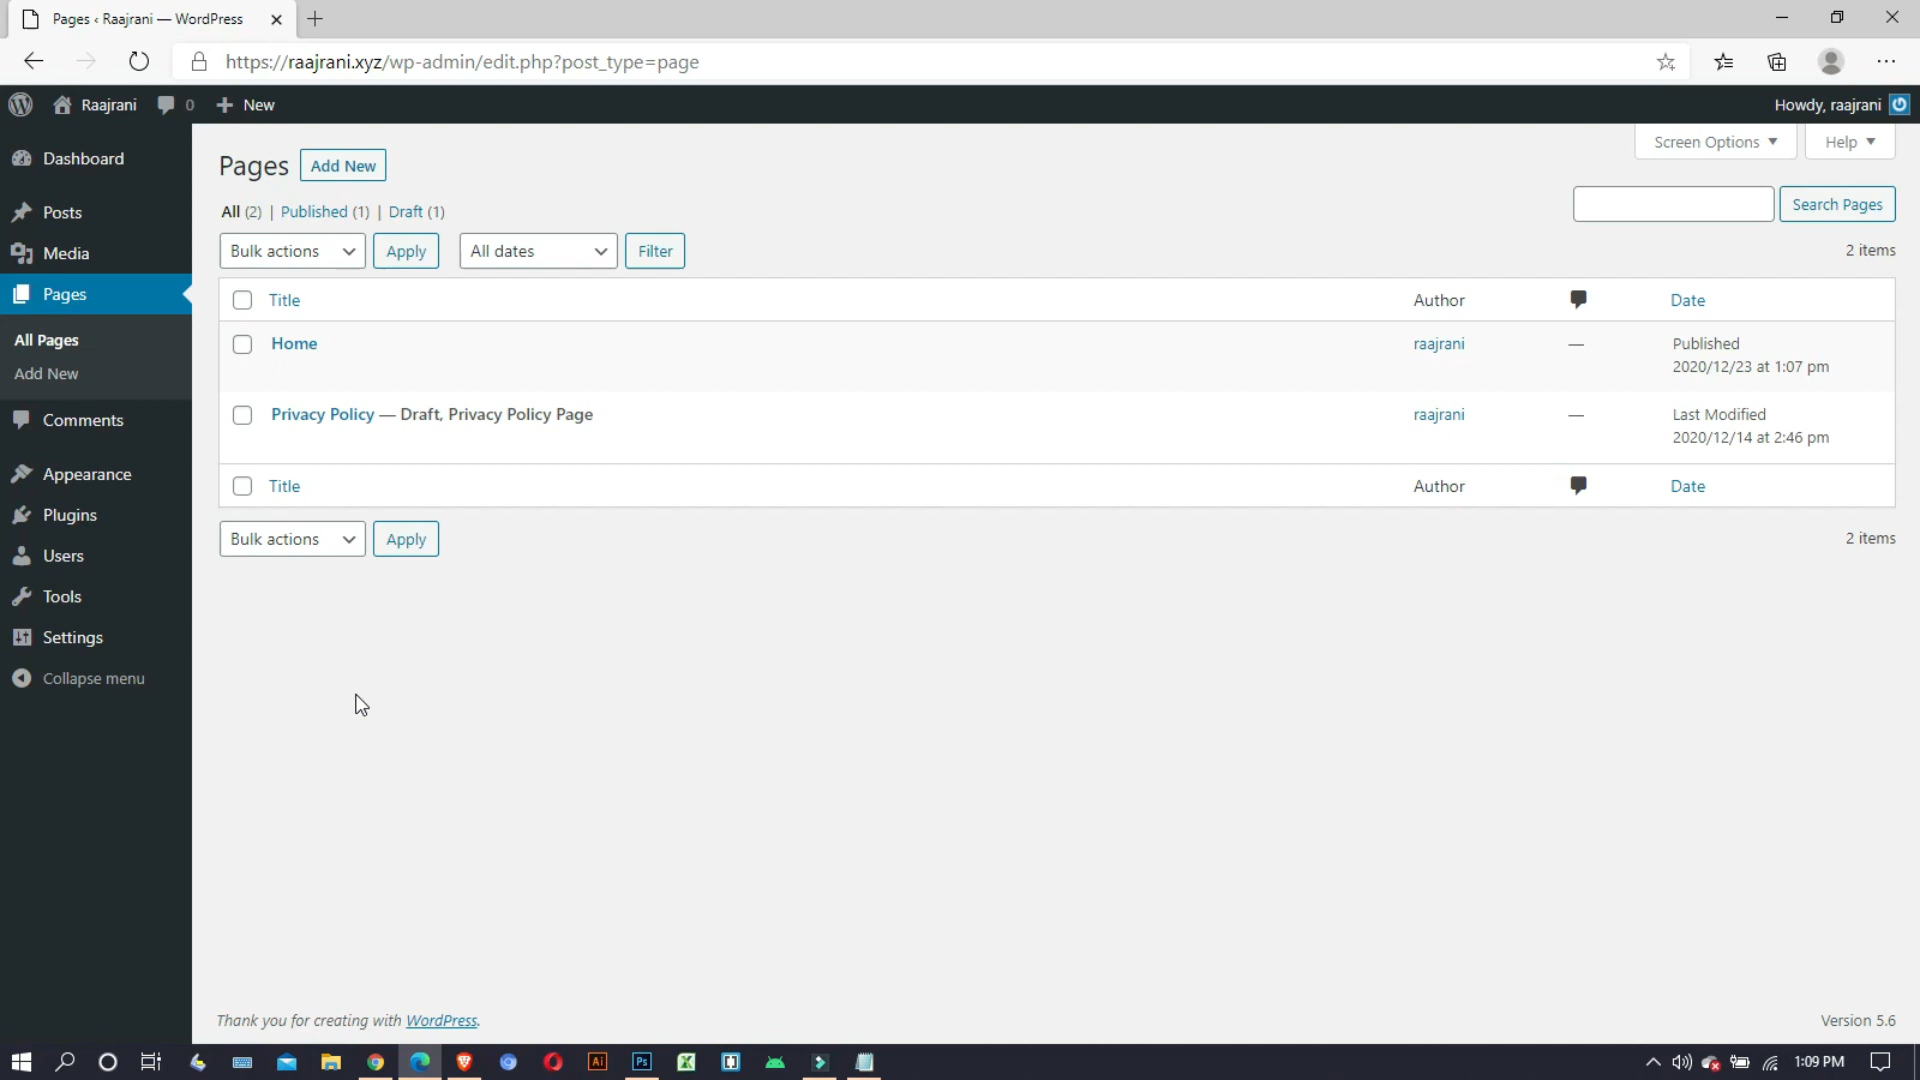 Pages ‹ Raajrani — WordPress
https://raajrani.xyz/wp-admin/edit.php?post_type=page
Raajrani 0 New Howdy, raajrani
Dashboard
Posts
Media
Pages
All Pages
Add New
Comments
Appearance
Plugins
Users
Tools
Settings
Collapse menu
Screen Options Help
Pages Add New
All (2) | Published (1) | Draft (1)
Search Pages
Bulk actions Apply All dates Filter 2 items
Title Author Date
Home raajrani — Published
2020/12/23 at 1:07 pm
Privacy Policy — Draft, Privacy Policy Page raajrani — Last Modified
2020/12/14 at 2:46 pm
Title Author Date
Bulk actions Apply 2 items
Thank you for creating with WordPress. Version 5.6
Ai Ps 1:09 PM